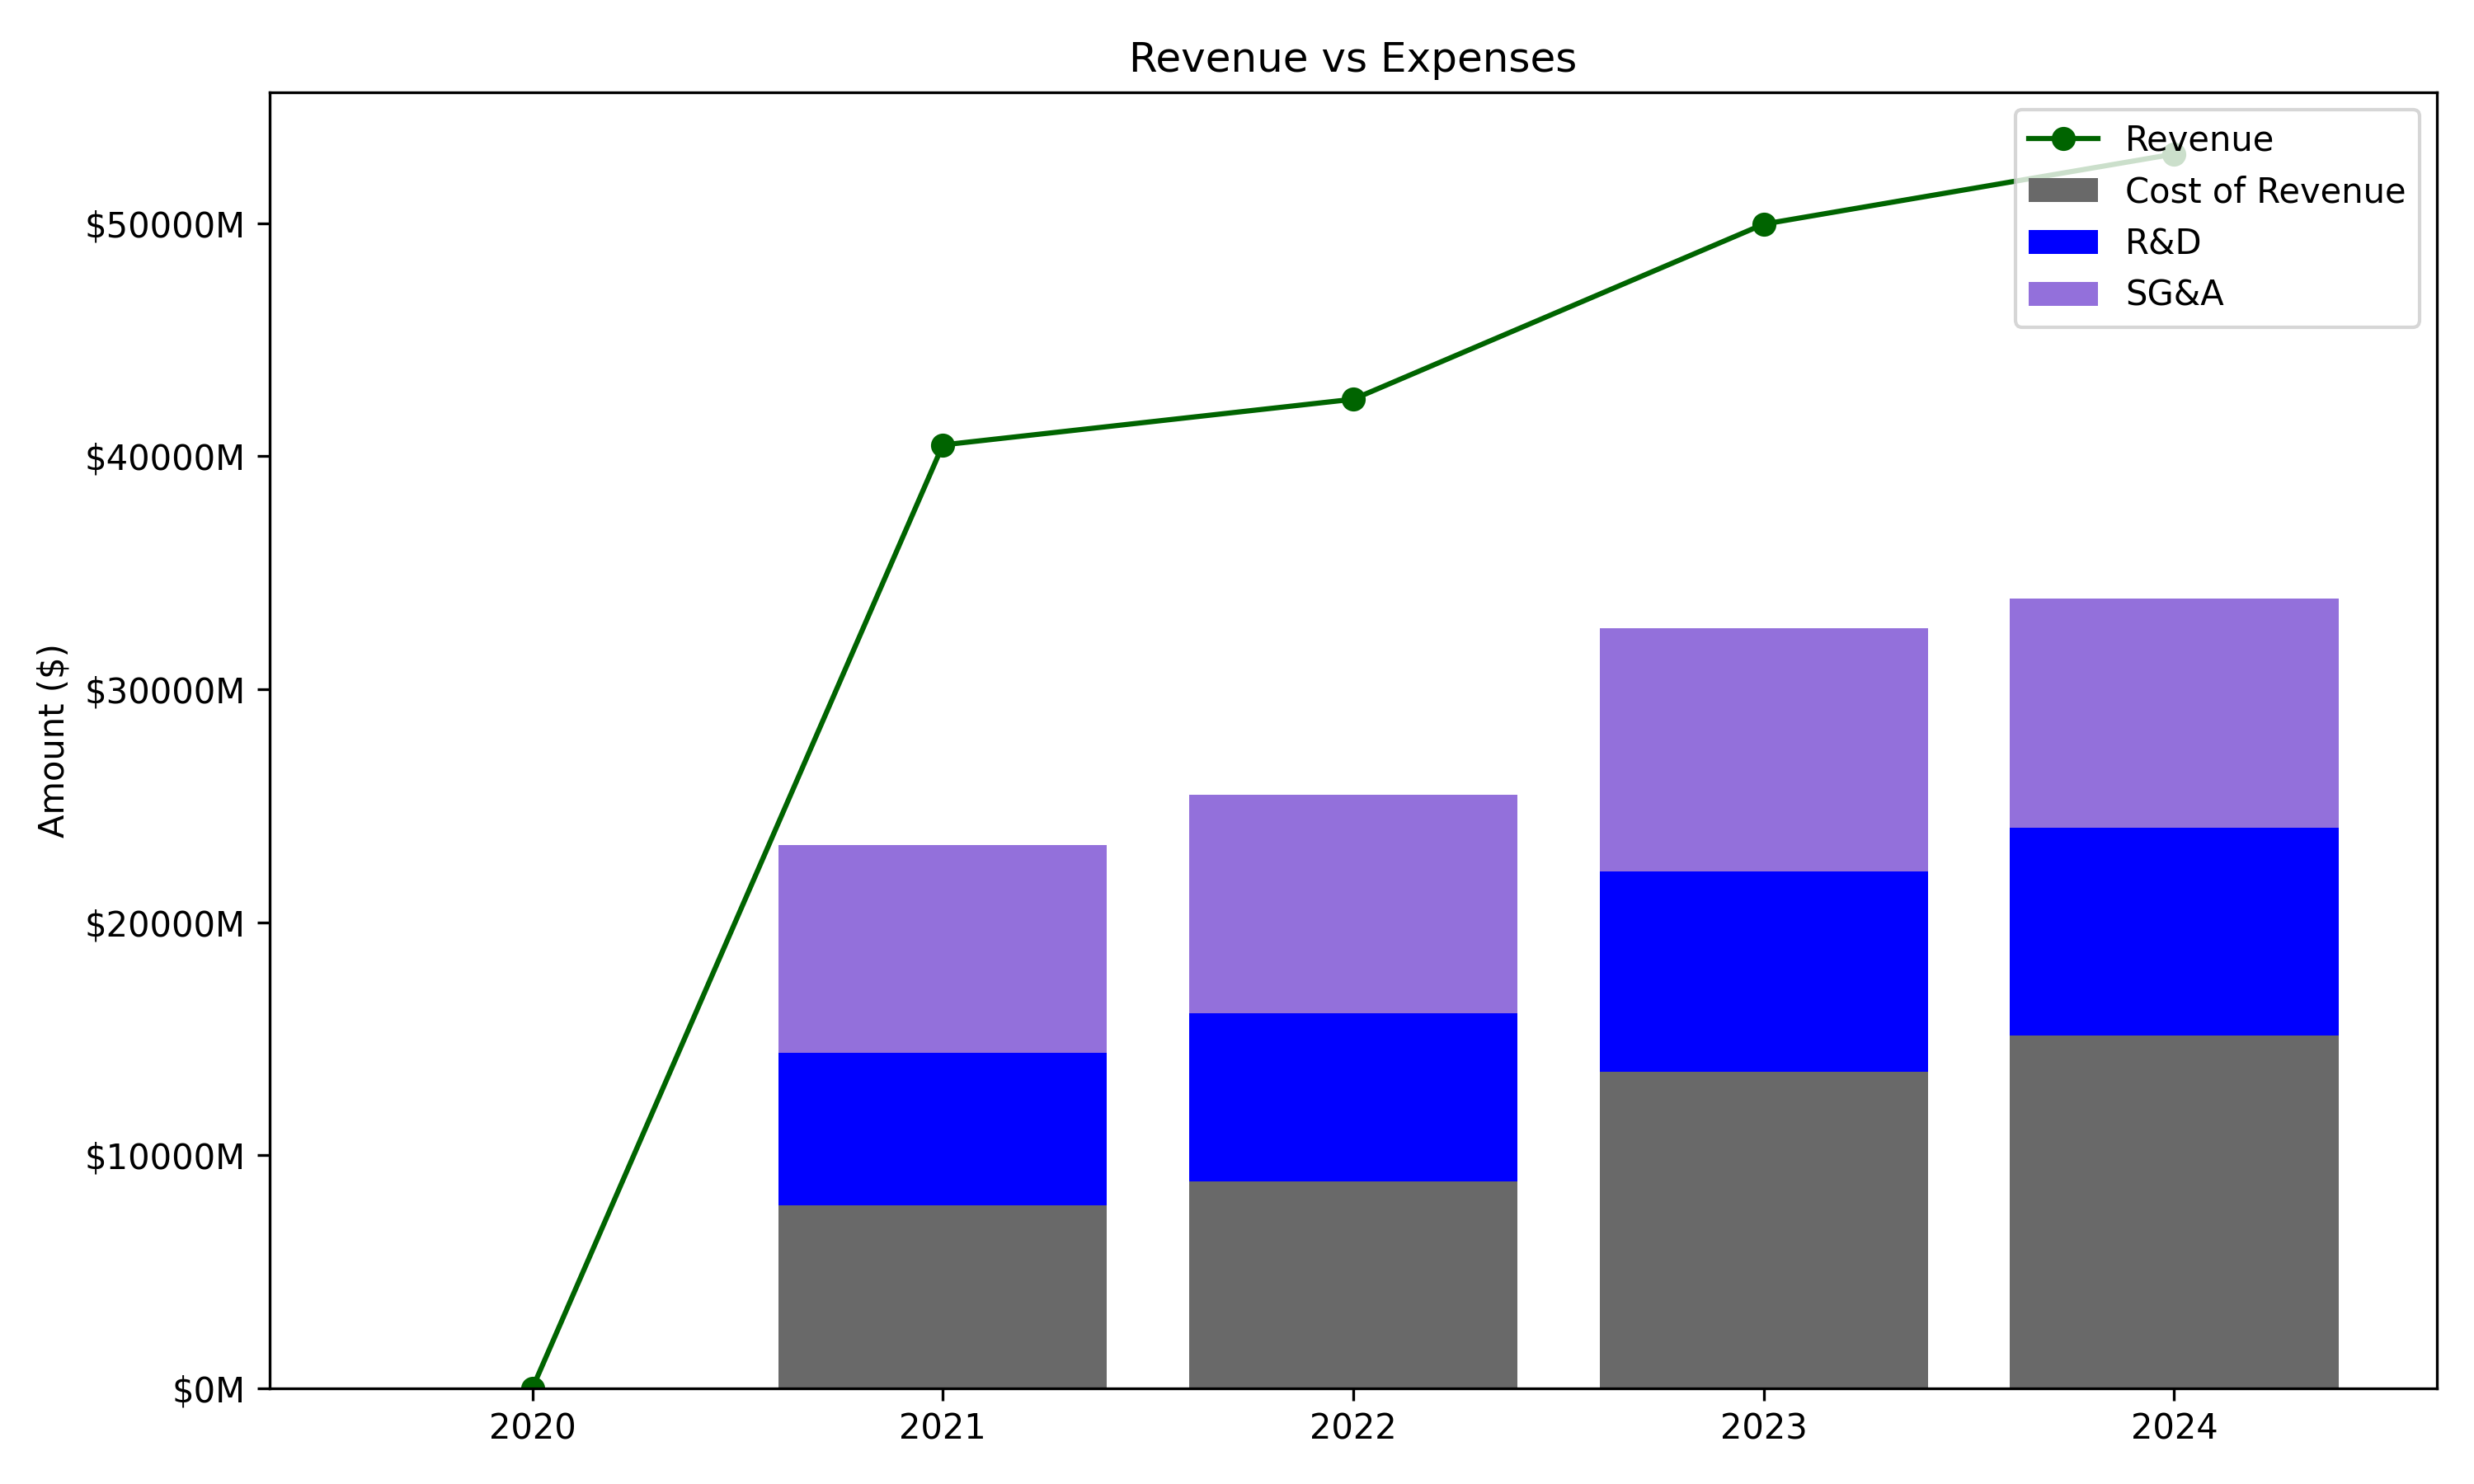 Revenue vs Expenses
Revenue
Cost of Revenue
R&D
SG&A
Amount ($)
$50000M
$40000M
$30000M
$20000M
$10000M
$0M
2020
2021
2022
2023
2024